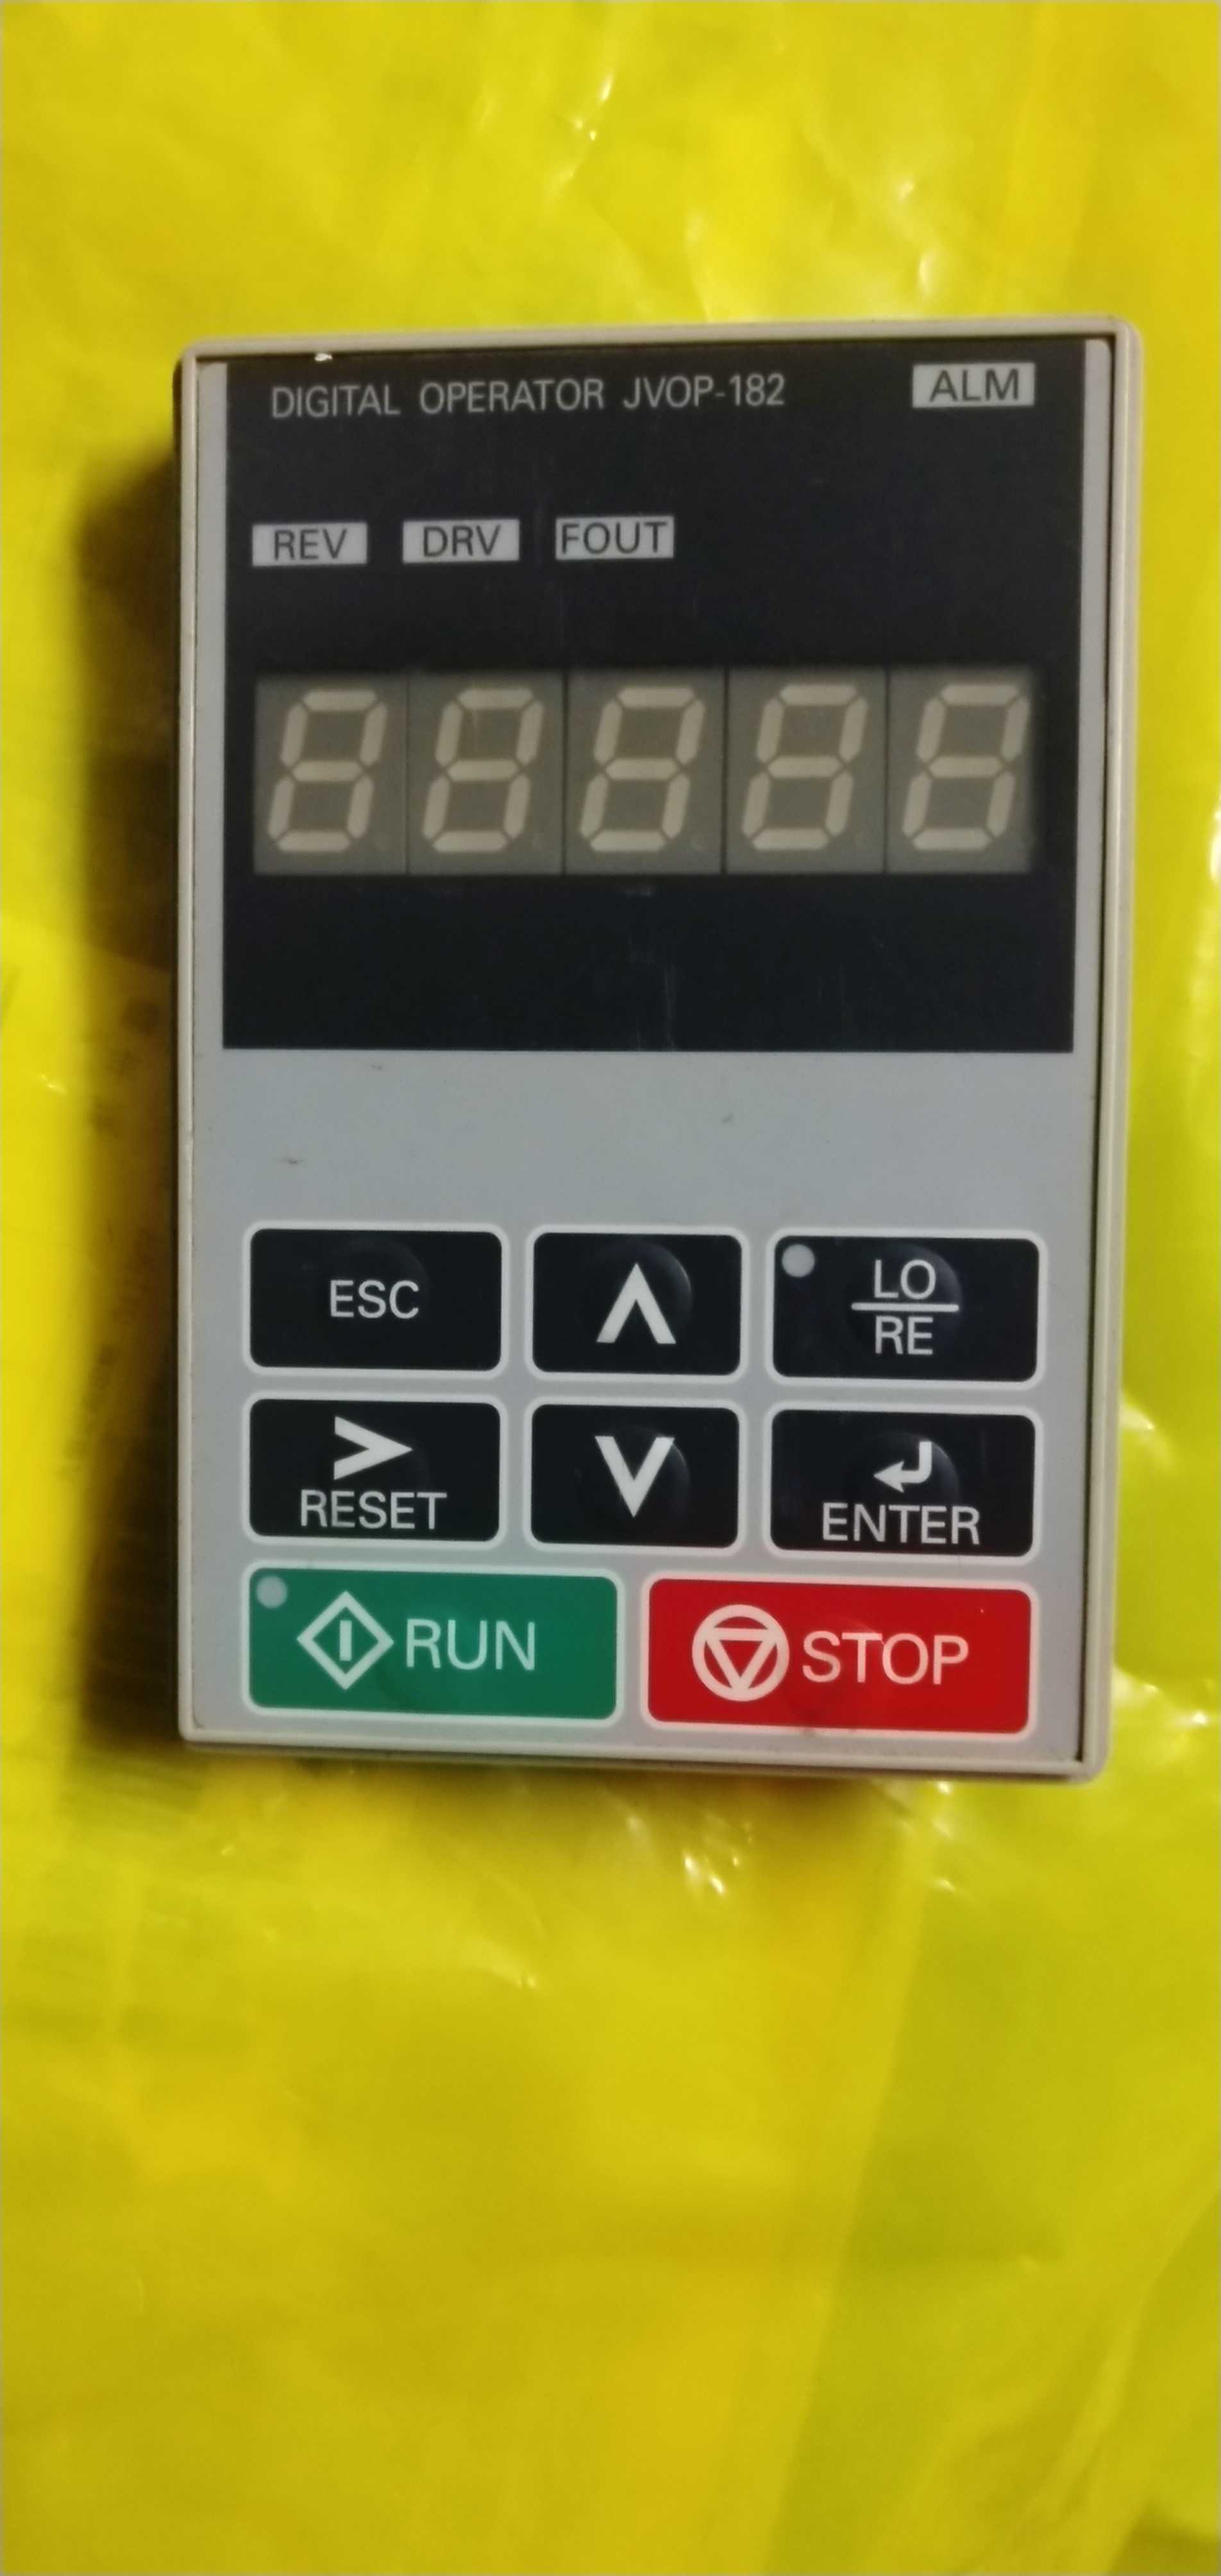 DIGITAL OPERATOR JVOP-182 ALM
REV DRV FOUT
ESC LO
RE
RESET ENTER
RUN STOP